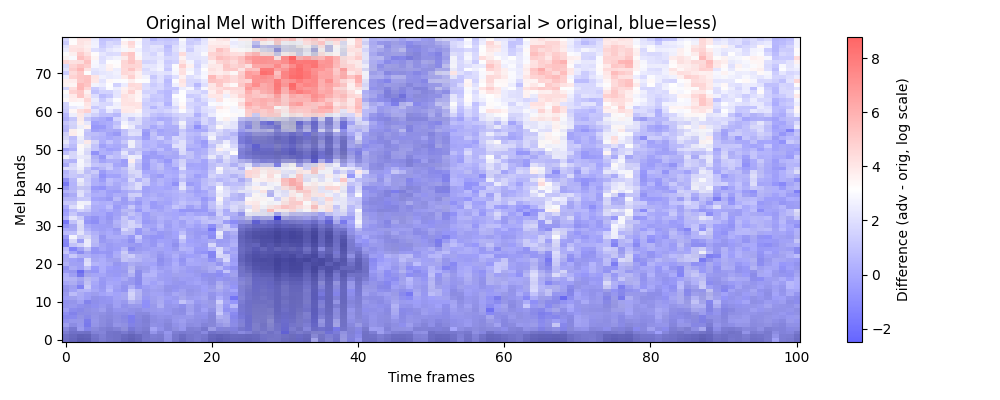 Original Mel with Differences (red=adversarial > original, blue=less)
Mel bands
70
60
50
40
30
20
10
0
0 20 40 60 80 100
Time frames
8
6
4
2
0
−2
Difference (adv - orig, log scale)